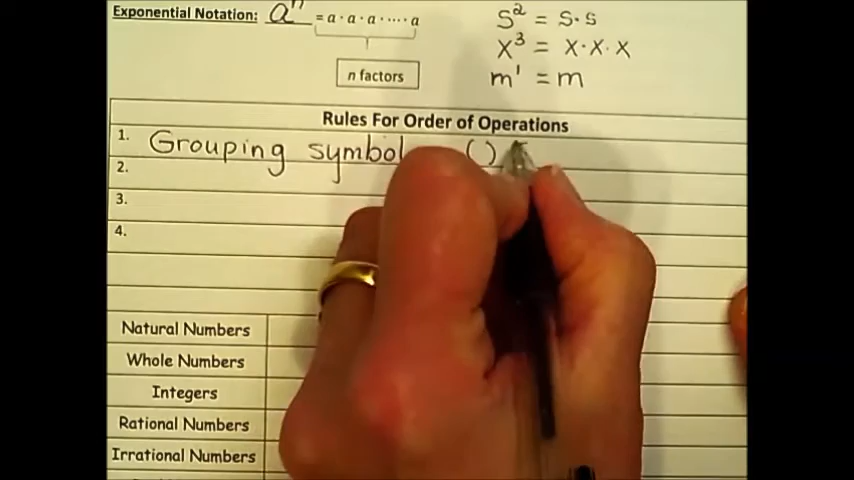 Exponential Notation: aⁿ = a · a · a · ····· a
n factors
s² = s·s
x³ = x·x·x
m¹ = m
Rules For Order of Operations
1. Grouping symbol ( )
2.
3.
4.
Natural Numbers
Whole Numbers
Integers
Rational Numbers
Irrational Numbers